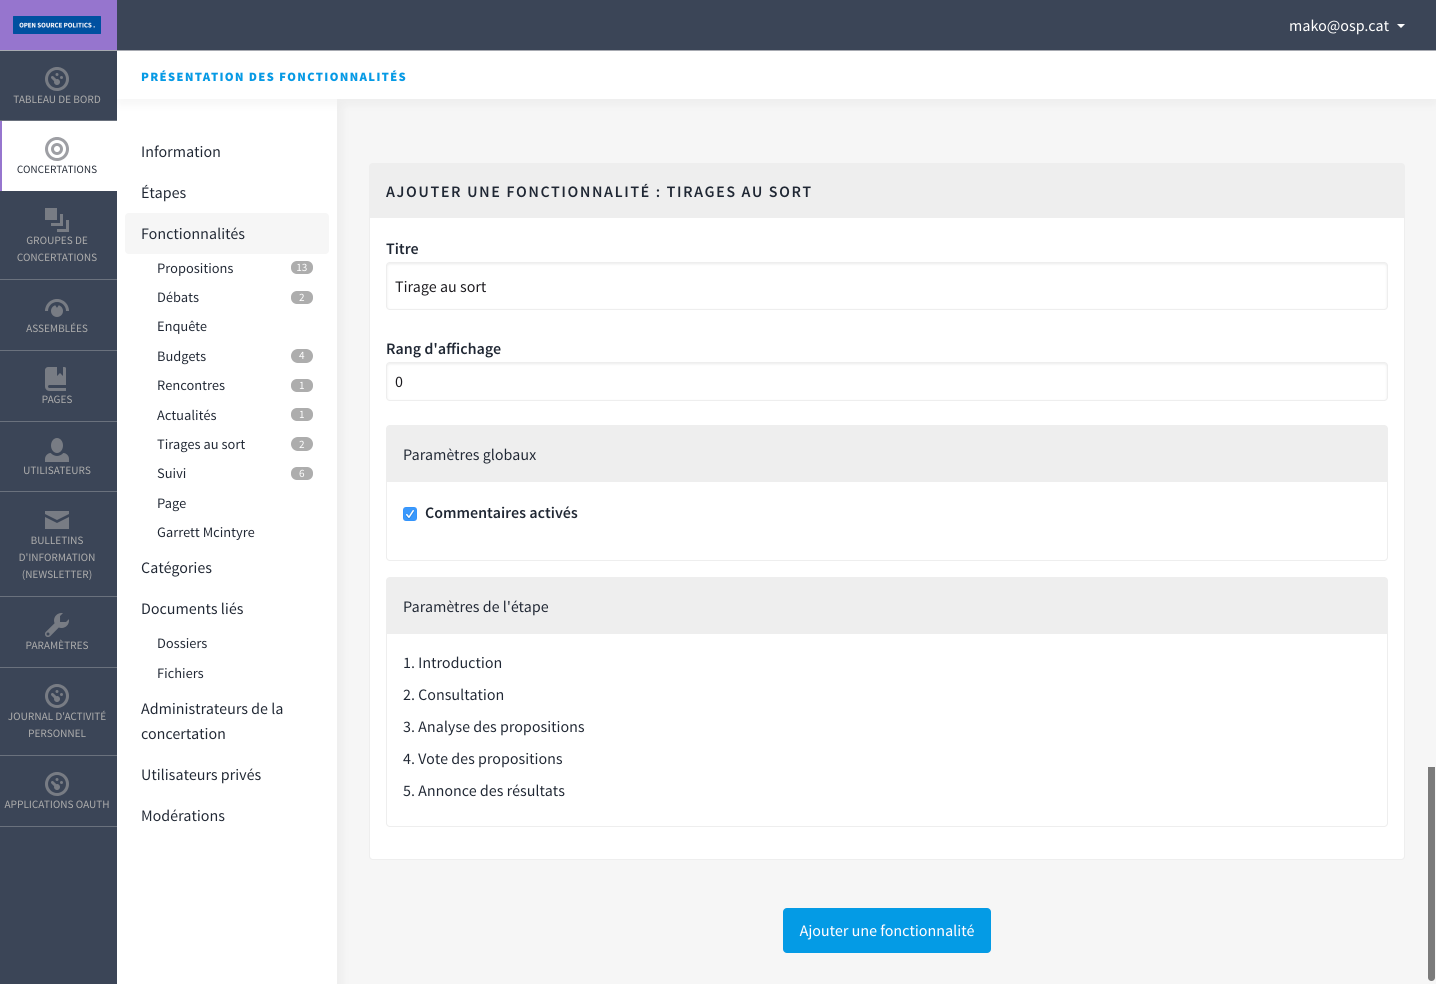 OPEN SOURCE POLITICS .
mako@osp.cat
PRÉSENTATION DES FONCTIONNALITÉS
TABLEAU DE BORD
CONCERTATIONS
GROUPES DE
CONCERTATIONS
ASSEMBLÉES
PAGES
UTILISATEURS
BULLETINS
D'INFORMATION
(NEWSLETTER)
PARAMÈTRES
JOURNAL D'ACTIVITÉ
PERSONNEL
APPLICATIONS OAUTH
Information
Étapes
Fonctionnalités
Propositions 13
Débats 2
Enquête
Budgets 4
Rencontres 1
Actualités 1
Tirages au sort 2
Suivi 6
Page
Garrett Mcintyre
Catégories
Documents liés
Dossiers
Fichiers
Administrateurs de la
concertation
Utilisateurs privés
Modérations
AJOUTER UNE FONCTIONNALITÉ : TIRAGES AU SORT
Titre
Tirage au sort
Rang d'affichage
0
Paramètres globaux
Commentaires activés
Paramètres de l'étape
1. Introduction
2. Consultation
3. Analyse des propositions
4. Vote des propositions
5. Annonce des résultats
Ajouter une fonctionnalité